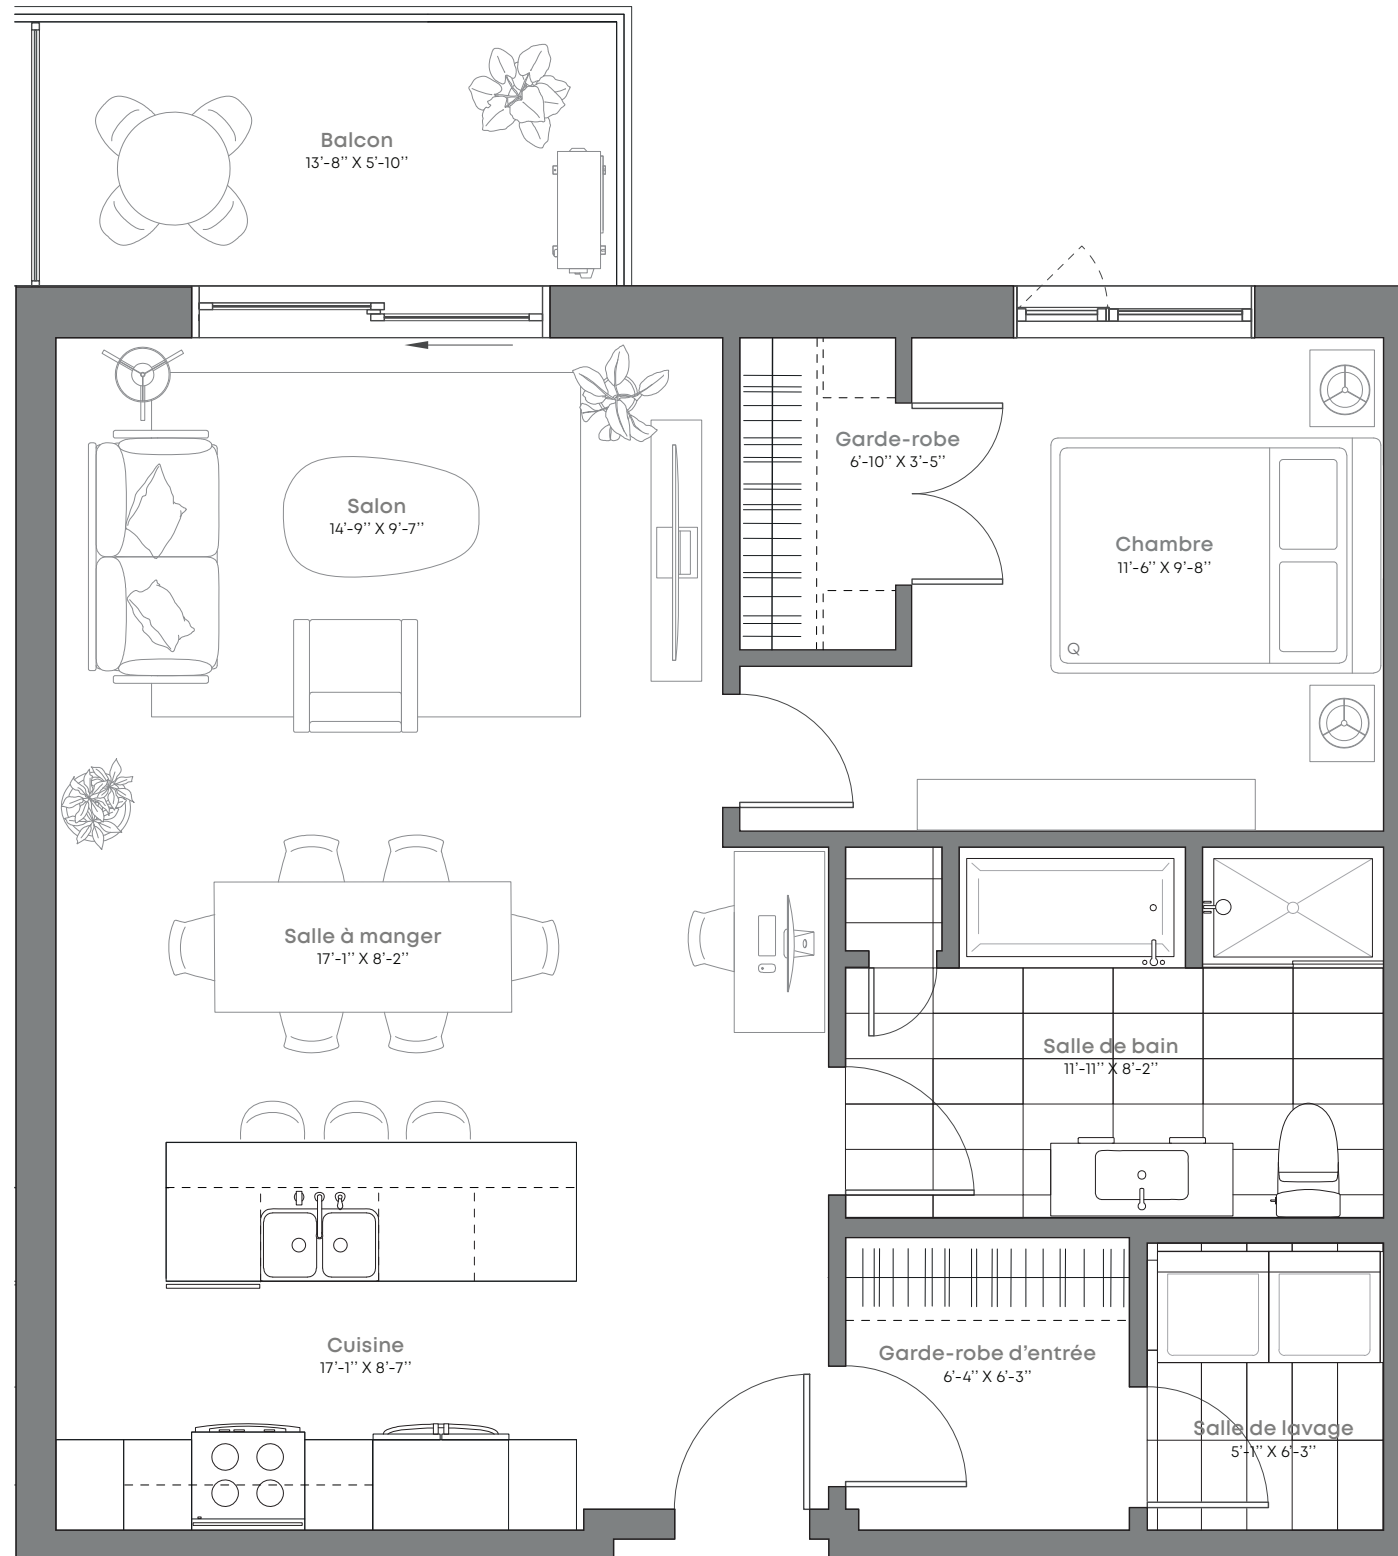 Balcon
13'-8'' X 5'-10''
Garde-robe
6'-10'' X 3'-5''
Salon
14'-9'' X 9'-7''
Chambre
11'-6'' X 9'-8''
Q
Salle à manger
17'-1'' X 8'-2''
Salle de bain
11'-11'' X 8'-2''
Cuisine
17'-1'' X 8'-7''
Garde-robe d'entrée
6'-4'' X 6'-3''
Salle de lavage
5'-1'' X 6'-3''